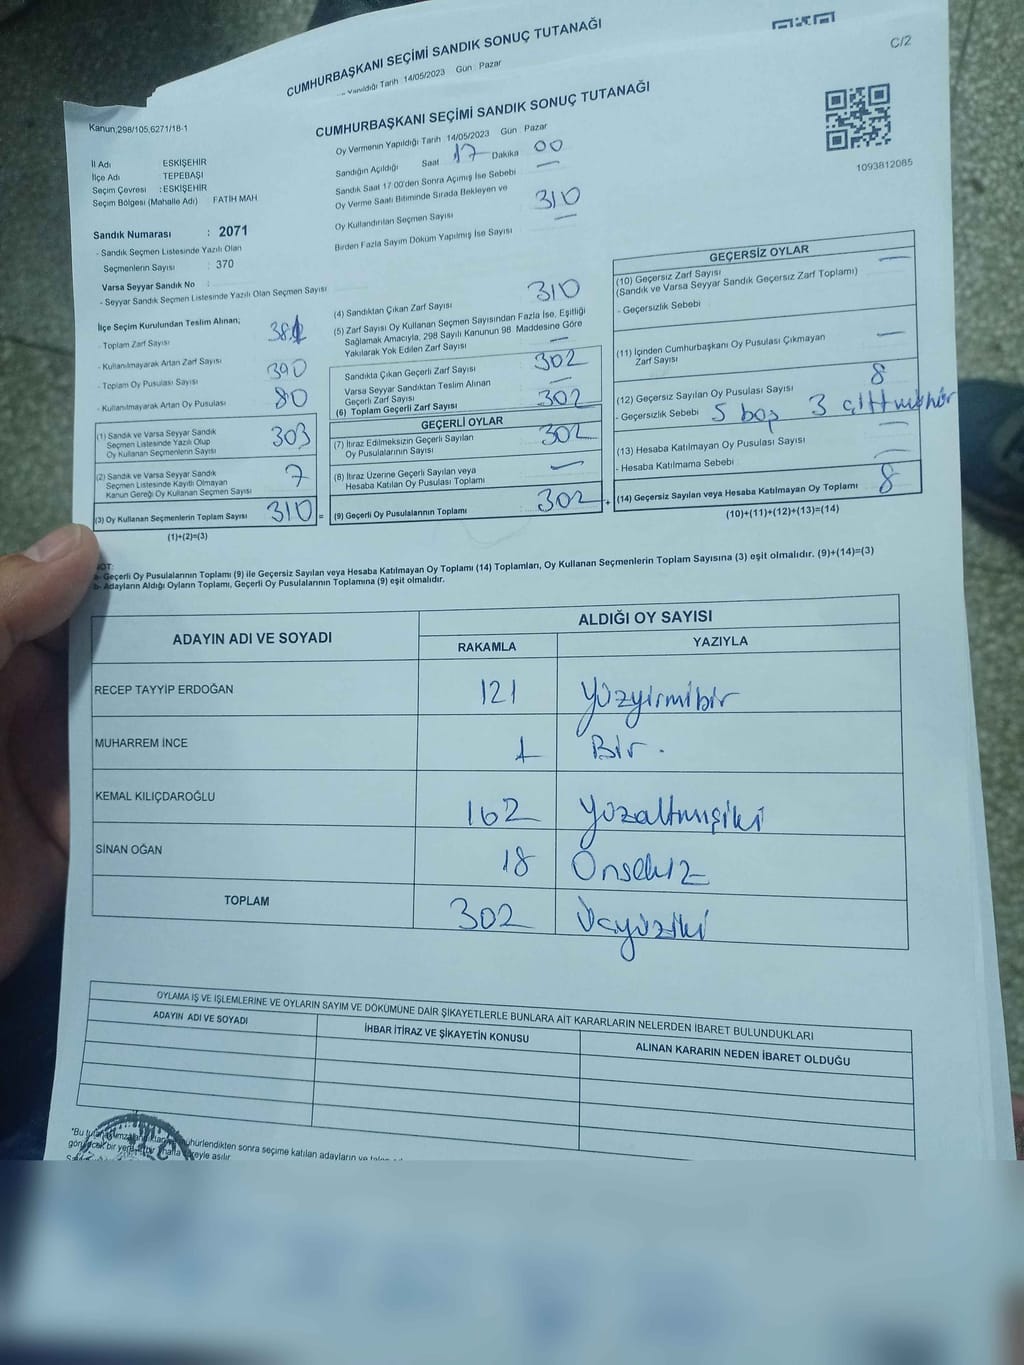 CUMHURBAŞKANI SEÇİMİ SANDIK SONUÇ TUTANAĞI
Tarih 14/05/2023 Gün : Pazar
C/2
Kanun;298/105,6271/18-1
CUMHURBAŞKANI SEÇİMİ SANDIK SONUÇ TUTANAĞI
Oy Vermenin Yapıldığı Tarih 14/05/2023 Gün : Pazar
Sandığın Açıldığı Saat 17 Dakika 00
Sandık Saat 17:00'den Sonra Açılmış İse Sebebi —
Oy Verme Saati Bitiminde Sırada Bekleyen ve
Oy Kullandırılan Seçmen Sayısı 310
Birden Fazla Sayım Döküm Yapılmış İse Sayısı —
1093812085
İl Adı : ESKİŞEHİR
İlçe Adı : TEPEBAŞI
Seçim Çevresi : ESKİŞEHİR
Seçim Bölgesi (Mahalle Adı) FATİH MAH
Sandık Numarası : 2071
- Sandık Seçmen Listesinde Yazılı Olan
Seçmenlerin Sayısı : 370
Varsa Seyyar Sandık No :
- Seyyar Sandık Seçmen Listesinde Yazılı Olan Seçmen Sayısı
İlçe Seçim Kurulundan Teslim Alınan;
- Toplam Zarf Sayısı
- Kullanılmayarak Artan Zarf Sayısı
- Toplam Oy Pusulası Sayısı 390
- Kullanılmayarak Artan Oy Pusulası 80
(1) Sandık ve Varsa Seyyar Sandık
Seçmen Listesinde Yazılı Olup
Oy Kullanan Seçmenlerin Sayısı 303
(2) Sandık ve Varsa Seyyar Sandık
Seçmen Listesinde Kayıtlı Olmayan
Kanun Gereği Oy Kullanan Seçmen Sayısı 7
(3) Oy Kullanan Seçmenlerin Toplam Sayısı 310 =
(1)+(2)=(3)
(4) Sandıktan Çıkan Zarf Sayısı 310
(5) Zarf Sayısı Oy Kullanan Seçmen Sayısından Fazla İse, Eşitliği
Sağlamak Amacıyla, 298 Sayılı Kanunun 98. Maddesine Göre
Yakılarak Yok Edilen Zarf Sayısı —
Sandıkta Çıkan Geçerli Zarf Sayısı 302
Varsa Seyyar Sandıktan Teslim Alınan
Geçerli Zarf Sayısı —
(6) Toplam Geçerli Zarf Sayısı 302
GEÇERLİ OYLAR
(7) İtiraz Edilmeksizin Geçerli Sayılan
Oy Pusulalarının Sayısı 302
(8) İtiraz Üzerine Geçerli Sayılan veya
Hesaba Katılan Oy Pusulası Toplamı —
(9) Geçerli Oy Pusulalarının Toplamı 302 +
GEÇERSİZ OYLAR
(10) Geçersiz Zarf Sayısı —
(Sandık ve Varsa Seyyar Sandık Geçersiz Zarf Toplamı)
- Geçersizlik Sebebi :
(11) İçinden Cumhurbaşkanı Oy Pusulası Çıkmayan
Zarf Sayısı —
(12) Geçersiz Sayılan Oy Pusulası Sayısı 8
- Geçersizlik Sebebi : 5 boş 3 çift mühür
(13) Hesaba Katılmayan Oy Pusulası Sayısı —
- Hesaba Katılmama Sebebi : —
(14) Geçersiz Sayılan veya Hesaba Katılmayan Oy Toplamı 8
(10)+(11)+(12)+(13)=(14)
NOT:
a- Geçerli Oy Pusulalarının Toplamı (9) ile Geçersiz Sayılan veya Hesaba Katılmayan Oy Toplamı (14) Toplamları, Oy Kullanan Seçmenlerin Toplam Sayısına (3) eşit olmalıdır. (9)+(14)=(3)
b- Adayların Aldığı Oyların Toplamı, Geçerli Oy Pusulalarının Toplamına (9) eşit olmalıdır.
ADAYIN ADI VE SOYADI
ALDIĞI OY SAYISI
RAKAMLA YAZIYLA
RECEP TAYYİP ERDOĞAN 121 Yüzyirmibir
MUHARREM İNCE 1 Bir.
KEMAL KILIÇDAROĞLU 162 Yüzaltmışiki
SİNAN OĞAN 18 Onsekiz
TOPLAM 302 Üçyüziki
OYLAMA İŞ VE İŞLEMLERİNE VE OYLARIN SAYIM VE DÖKÜMÜNE DAİR ŞİKAYETLERLE BUNLARA AİT KARARLARIN NELERDEN İBARET BULUNDUKLARI
ADAYIN ADI VE SOYADI
İHBAR İTİRAZ VE ŞİKAYETİN KONUSU
ALINAN KARARIN NEDEN İBARET OLDUĞU
mühürlendikten sonra seçime katılan adayların ve
bir hafta süreyle asılır.